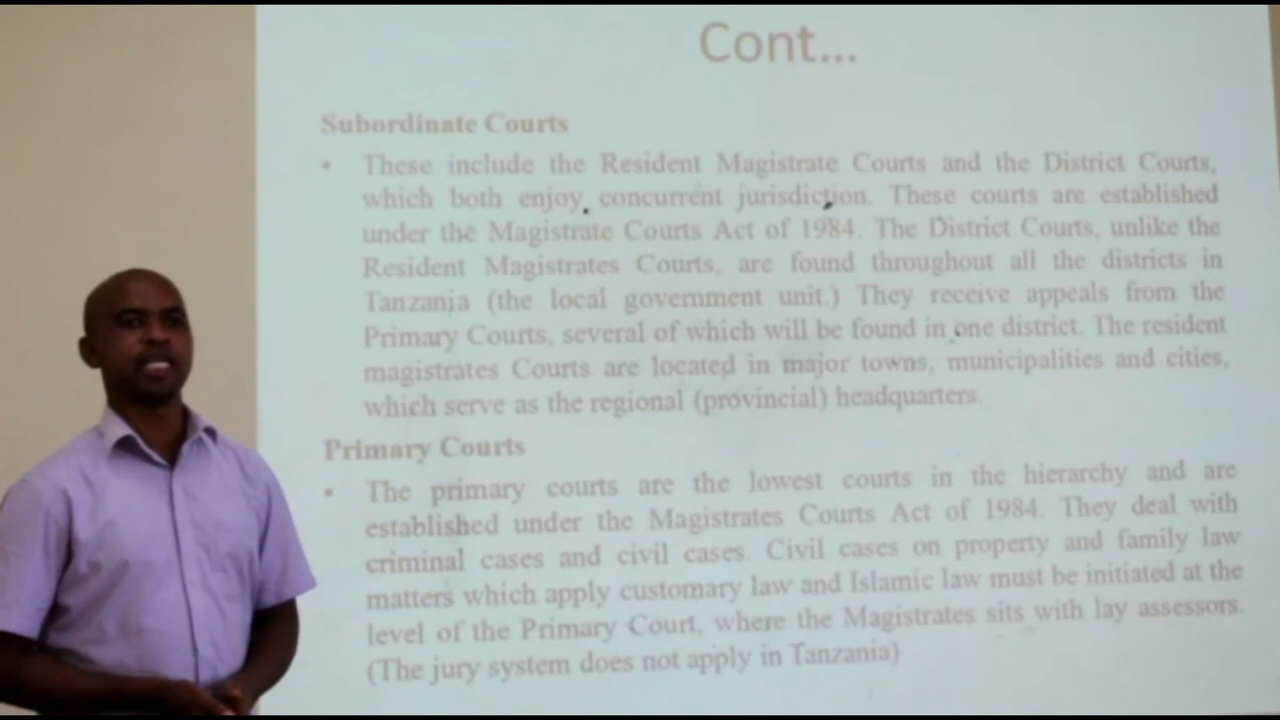 Cont...
Subordinate Courts
• These include the Resident Magistrate Courts and the District Courts,
which both enjoy concurrent jurisdiction. These courts are established
under the Magistrate Courts Act of 1984. The District Courts, unlike the
Resident Magistrates Courts, are found throughout all the districts in
Tanzania (the local government unit.) They receive appeals from the
Primary Courts, several of which will be found in one district. The resident
magistrates Courts are located in major towns, municipalities and cities,
which serve as the regional (provincial) headquarters.
Primary Courts
• The primary courts are the lowest courts in the hierarchy and are
established under the Magistrates Courts Act of 1984. They deal with
criminal cases and civil cases. Civil cases on property and family law
matters which apply customary law and Islamic law must be initiated at the
level of the Primary Court, where the Magistrates sits with lay assessors.
(The jury system does not apply in Tanzania)